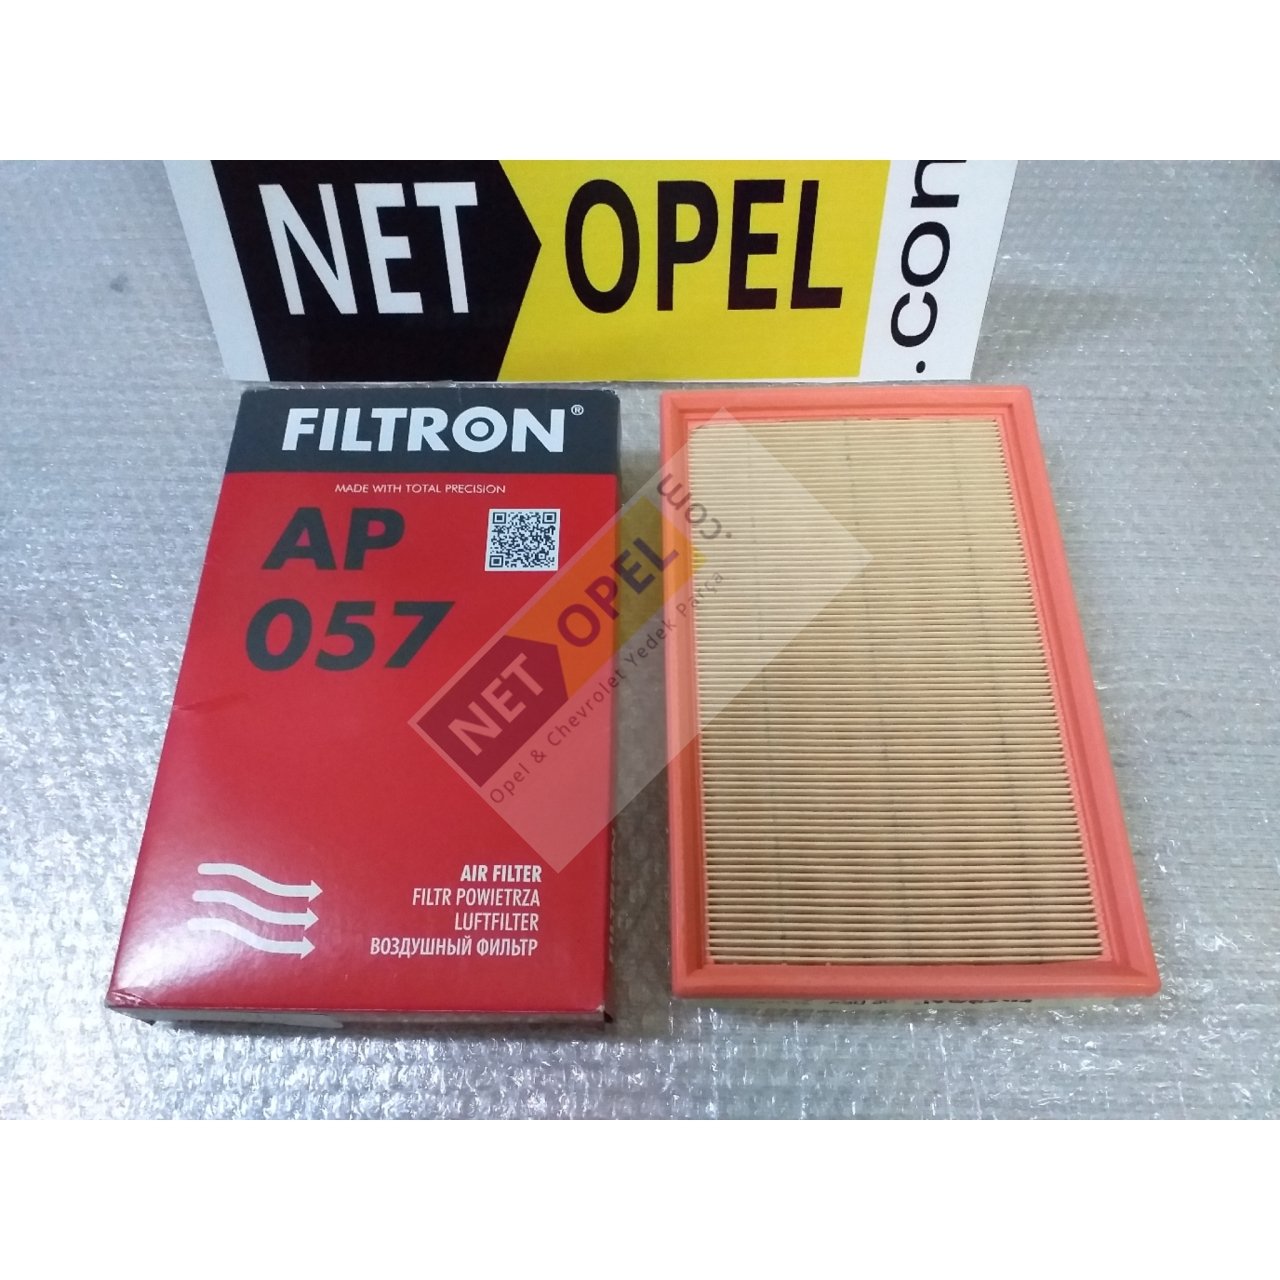 NET OPEL .com
FILTRON®
MADE WITH TOTAL PRECISION
AP
057
NET OPEL .com
Opel & Chevrolet Yedek Parça
AIR FILTER
FILTR POWIETRZA
LUFTFILTER
ВОЗДУШНЫЙ ФИЛЬТР
FILTRON